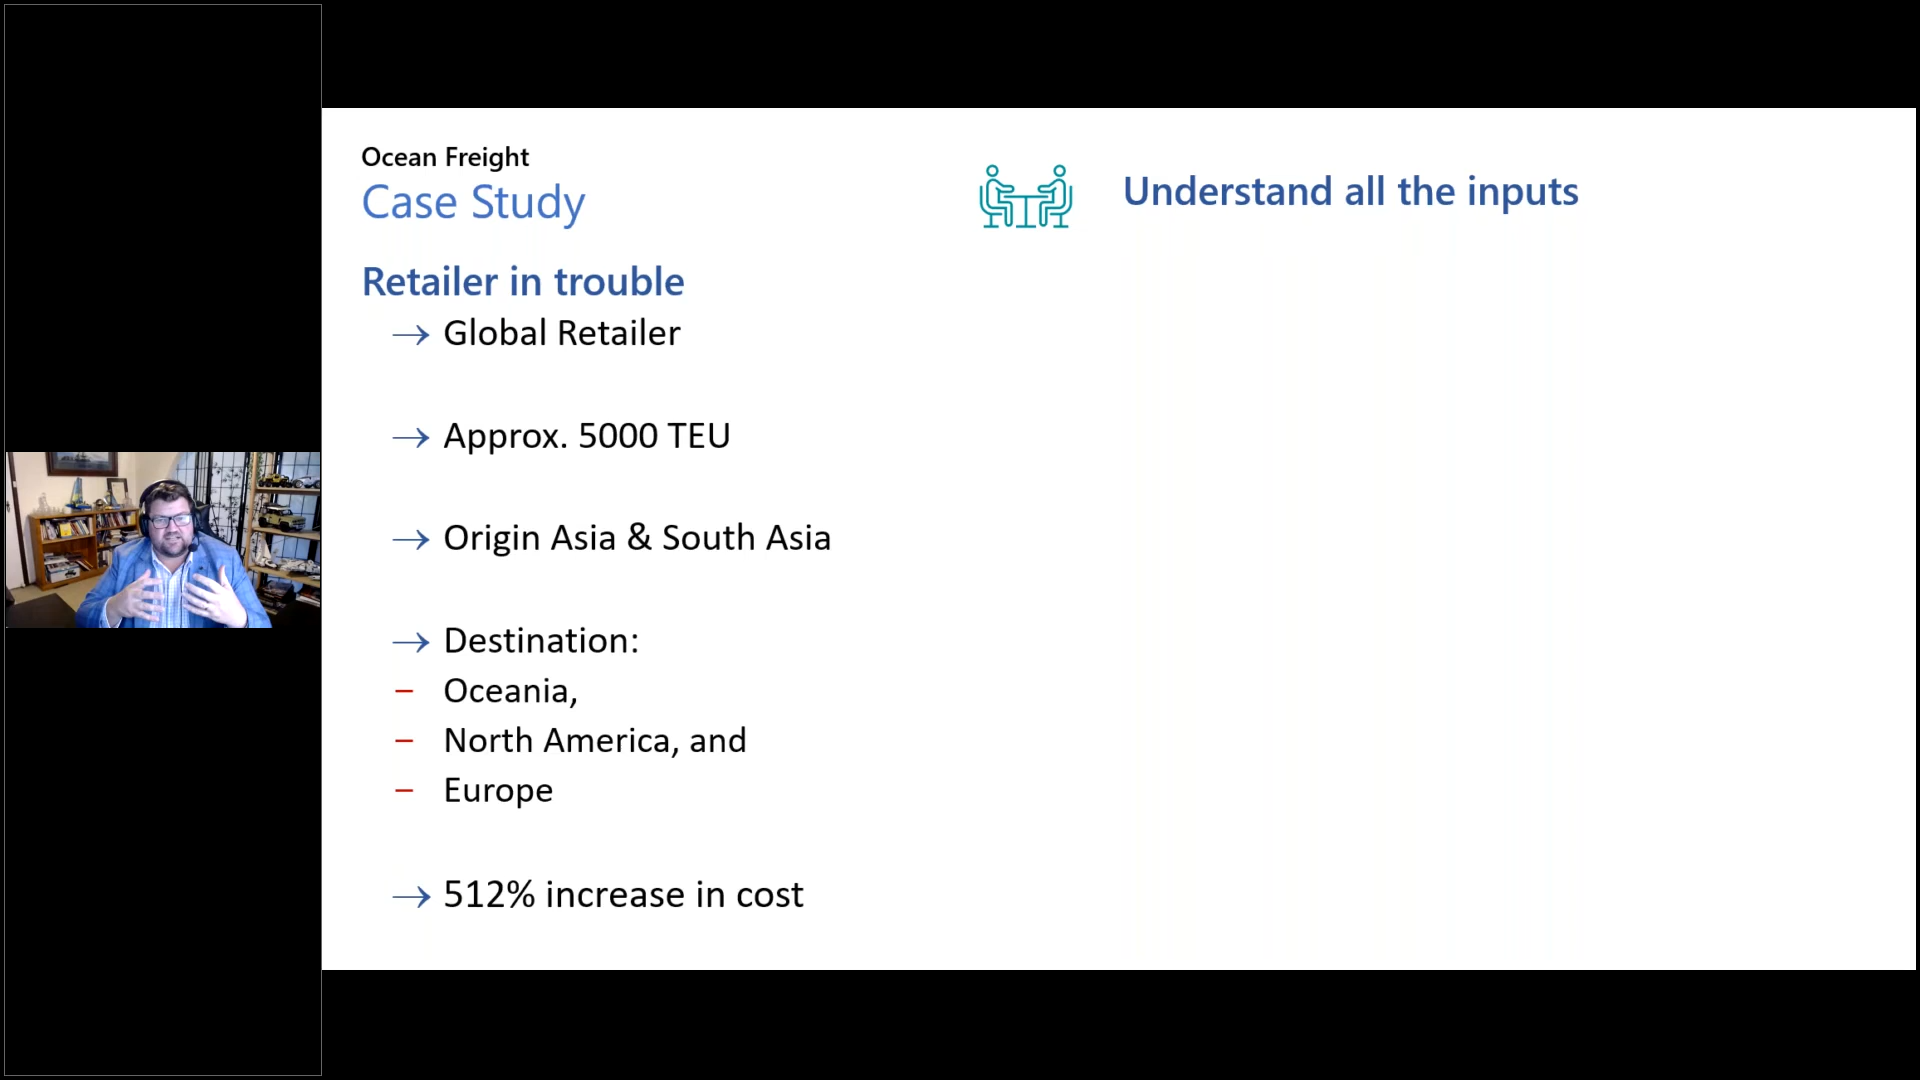 Ocean Freight
Case Study
Retailer in trouble
→ Global Retailer
→ Approx. 5000 TEU
→ Origin Asia & South Asia
→ Destination:
– Oceania,
– North America, and
– Europe
→ 512% increase in cost
Understand all the inputs